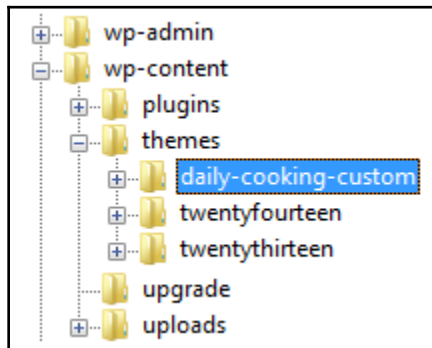 wp-admin
wp-content
plugins
themes
daily-cooking-custom
twentyfourteen
twentythirteen
upgrade
uploads